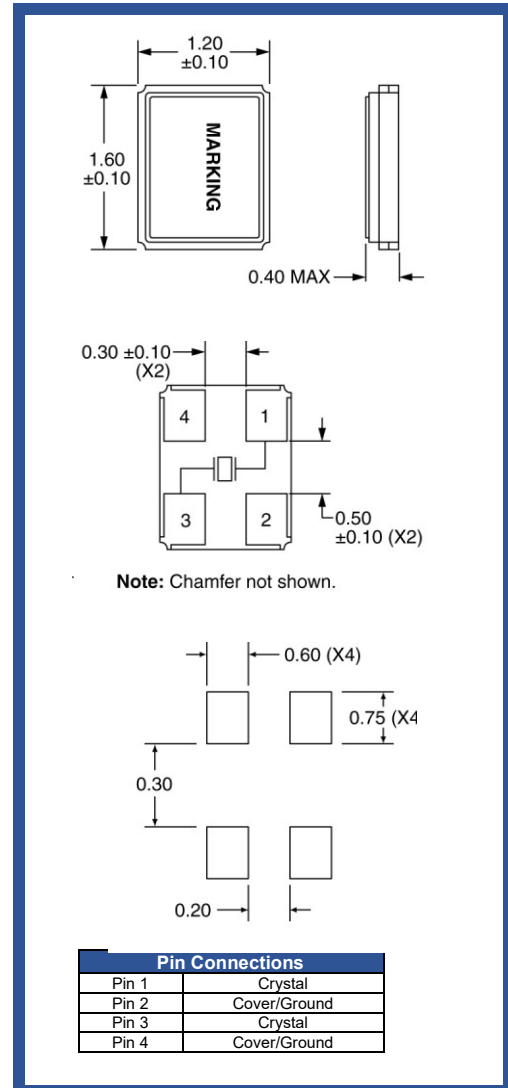 1.20
±0.10
MARKING
1.60
±0.10
0.40 MAX
0.30 ±0.10
(X2)
4
1
3
2
0.50
±0.10 (X2)
Note: Chamfer not shown.
0.60 (X4)
0.75 (X4
0.30
0.20
Pin Connections
Pin 1 Crystal
Pin 2 Cover/Ground
Pin 3 Crystal
Pin 4 Cover/Ground